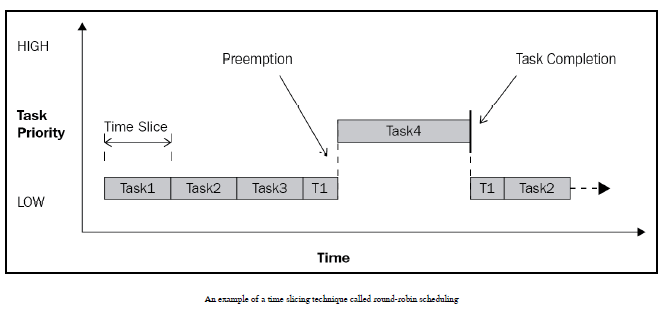 HIGH
Preemption
Task Completion
Task
Priority
Time Slice
Task4
Task1
Task2
Task3
T1
T1
Task2
LOW
Time
An example of a time slicing technique called round-robin scheduling